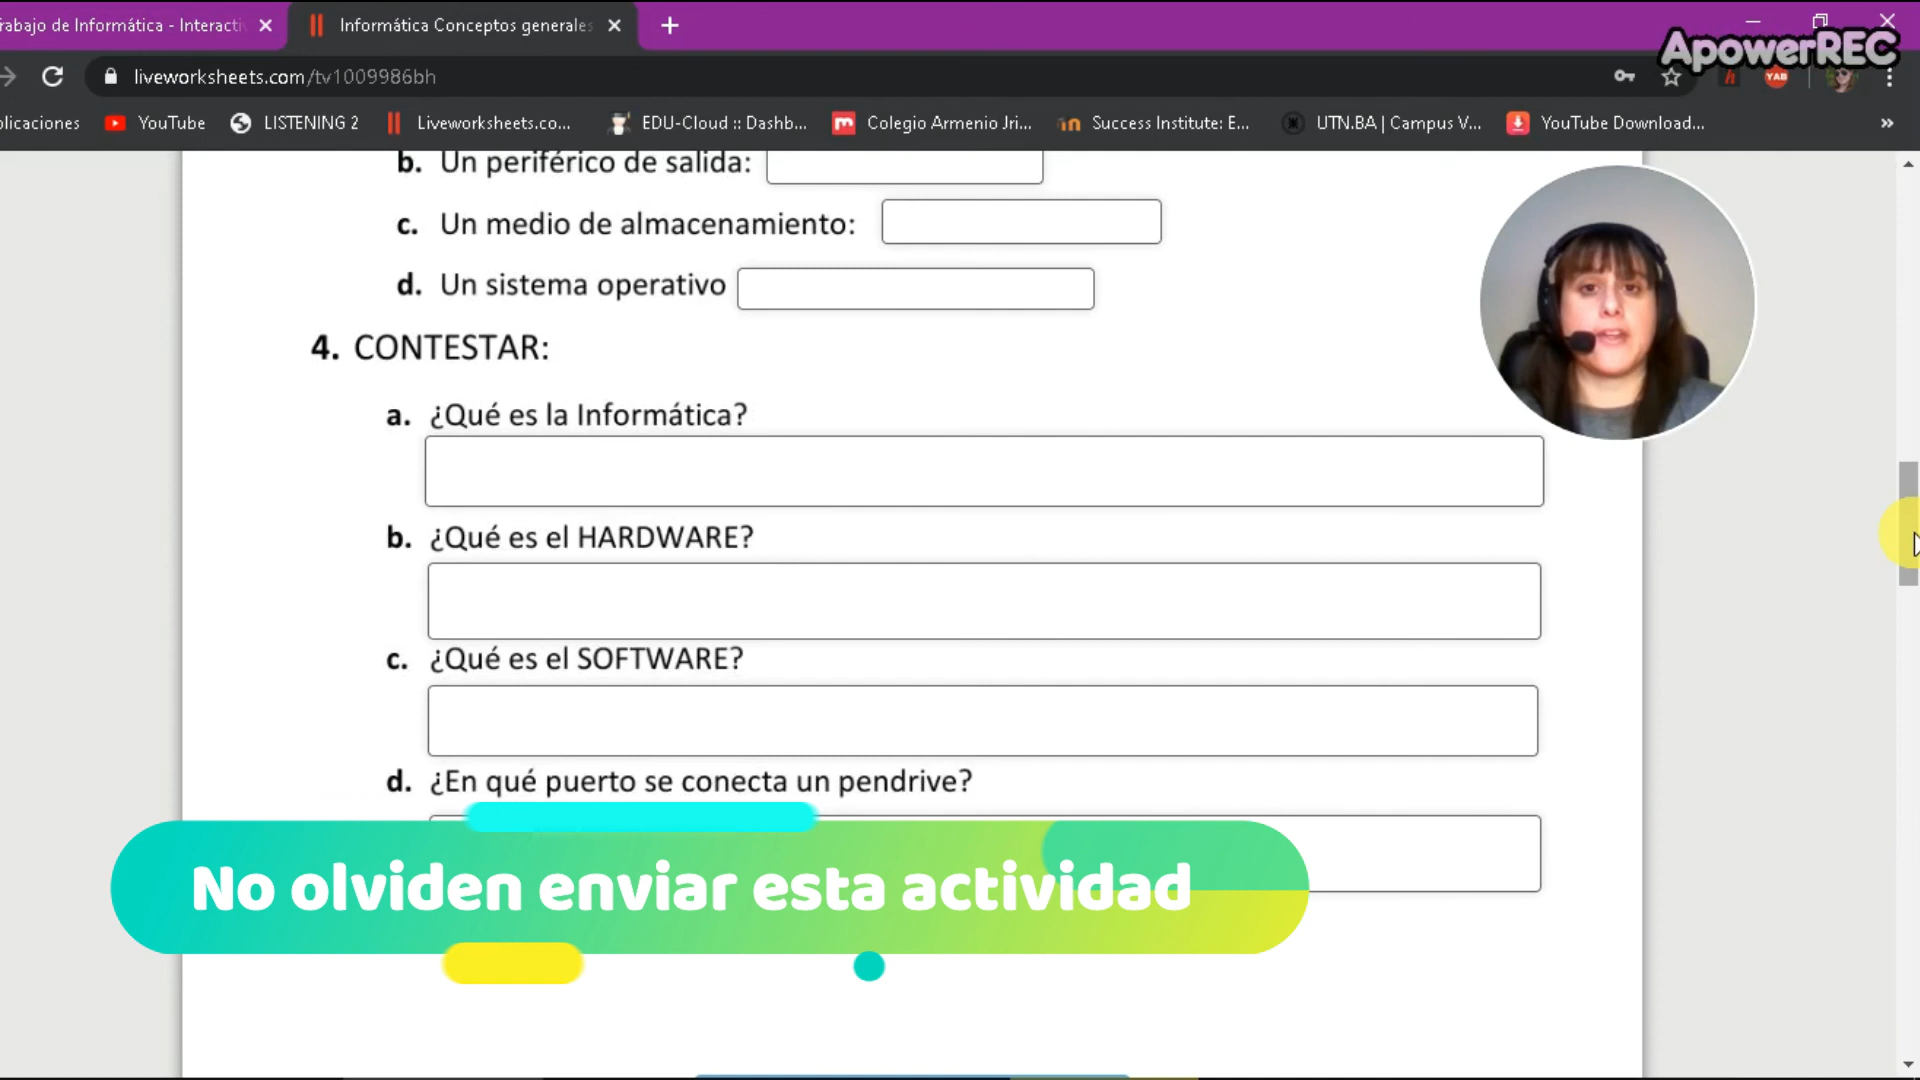 rabajo de Informática - Interacti
Informática Conceptos generales
ApowerREC
liveworksheets.com/tv1009986bh
YAB
licaciones
YouTube
LISTENING 2
Liveworksheets.co...
EDU-Cloud :: Dashb...
Colegio Armenio Jri...
Success Institute: E...
UTN.BA | Campus V...
YouTube Download...
b. Un periférico de salida:
c. Un medio de almacenamiento:
d. Un sistema operativo
4. CONTESTAR:
a. ¿Qué es la Informática?
b. ¿Qué es el HARDWARE?
c. ¿Qué es el SOFTWARE?
d. ¿En qué puerto se conecta un pendrive?
No olviden enviar esta actividad